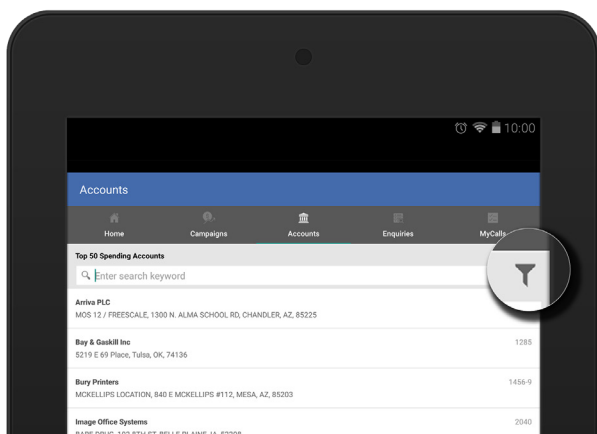 10:00
Accounts
Home Campaigns Accounts Enquiries MyCalls
Top 50 Spending Accounts
Enter search keyword
Arriva PLC
MOS 12 / FREESCALE, 1300 N. ALMA SCHOOL RD, CHANDLER, AZ, 85225
Bay & Gaskill Inc 1285
5219 E 69 Place, Tulsa, OK, 74136
Bury Printers 1456-9
MCKELLIPS LOCATION, 840 E MCKELLIPS #112, MESA, AZ, 85203
Image Office Systems 2040